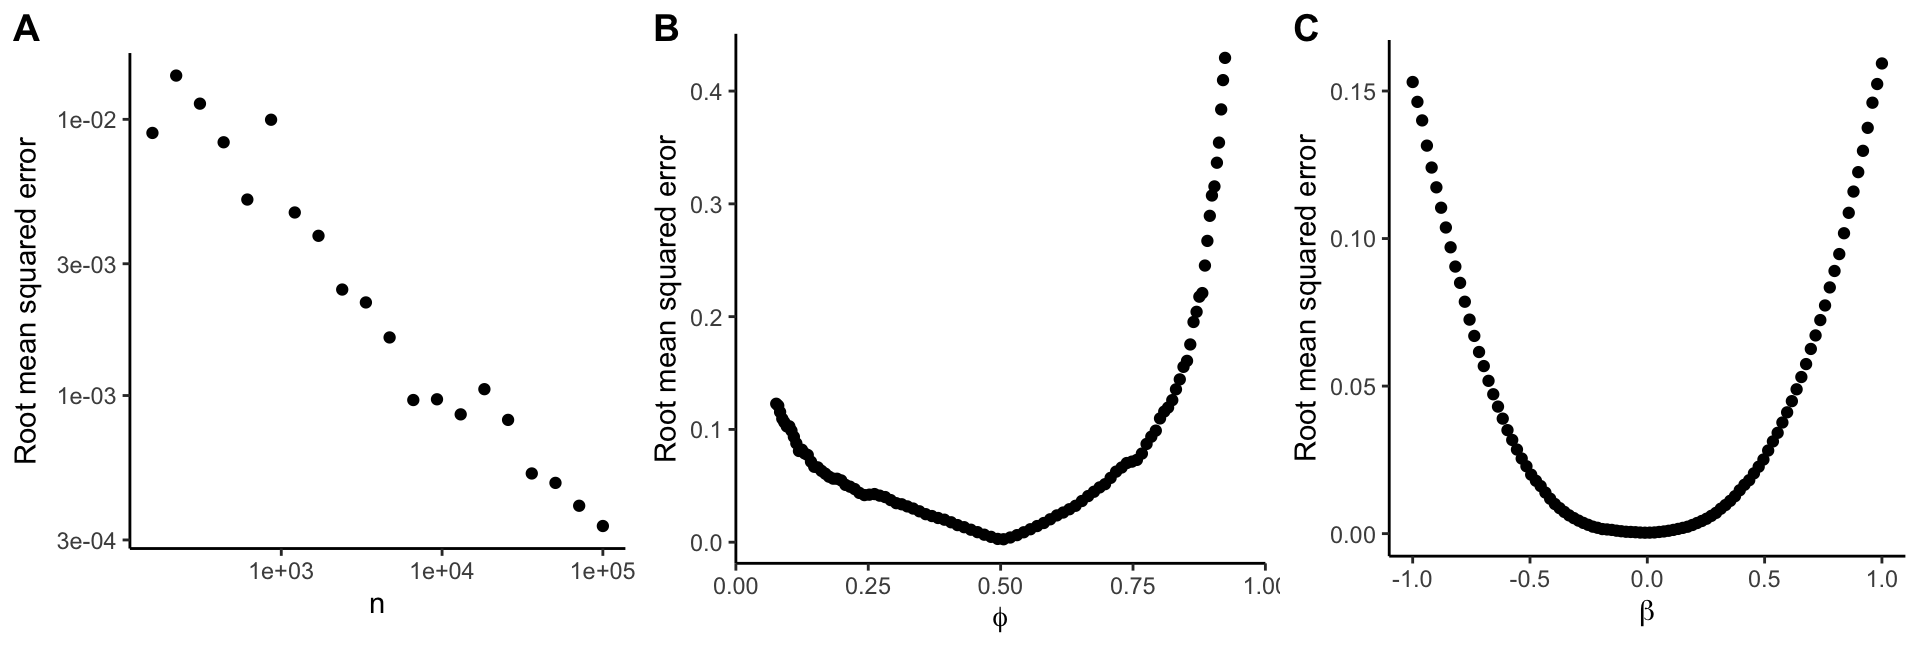 A
Root mean squared error
1e-02
3e-03
1e-03
3e-04
1e+03 1e+04 1e+05
n
B
Root mean squared error
0.4
0.3
0.2
0.1
0.0
0.00 0.25 0.50 0.75 1.0
ϕ
C
Root mean squared error
0.15
0.10
0.05
0.00
-1.0 -0.5 0.0 0.5 1.0
β